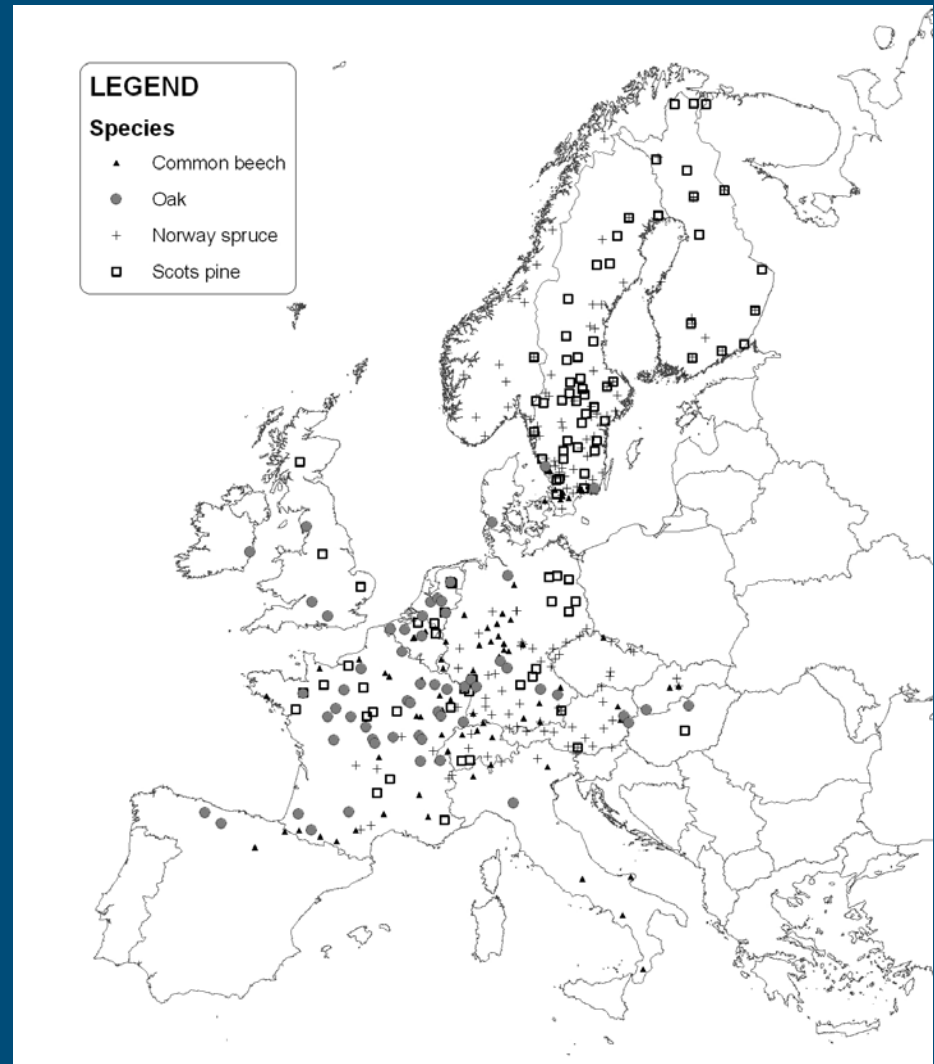 LEGEND
Species
Common beech
Oak
Norway spruce
Scots pine